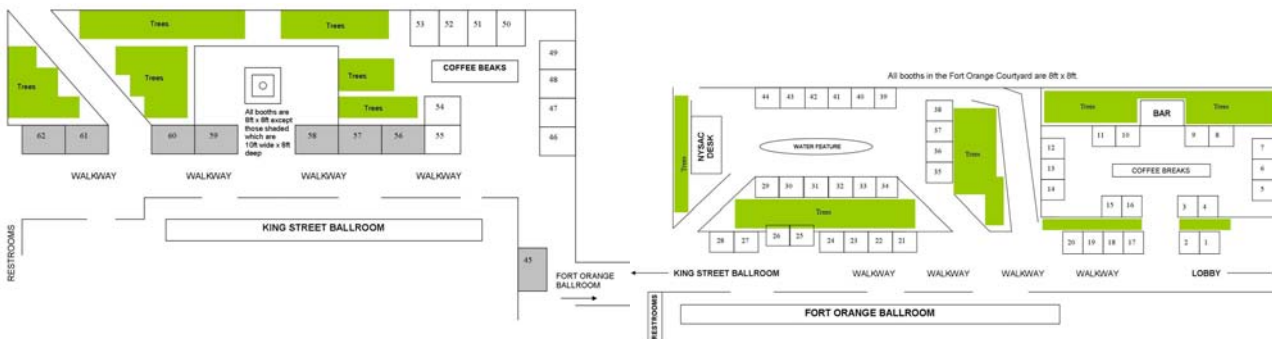 Trees
Trees
53
52
51
50
49
48
47
46
COFFEE BEAKS
Trees
Trees
Trees
Trees
All booths are
8ft x 8ft except
those shaded
which are
10ft wide x 8ft
deep
54
55
62
61
60
59
58
57
56
WALKWAY
WALKWAY
WALKWAY
WALKWAY
RESTROOMS
KING STREET BALLROOM
45
FORT ORANGE
BALLROOM
All booths in the Fort Orange Courtyard are 8ft x 8ft.
44
43
42
41
40
39
38
37
36
35
Trees
NYSAC
DESK
WATER FEATURE
Trees
29
30
31
32
33
34
Trees
28
27
26
25
24
23
22
21
Trees
Trees
BAR
11
10
9
8
12
13
14
7
6
5
COFFEE BREAKS
15
16
3
4
20
19
18
17
2
1
KING STREET BALLROOM
WALKWAY
WALKWAY
WALKWAY
WALKWAY
LOBBY
RESTROOMS
FORT ORANGE BALLROOM